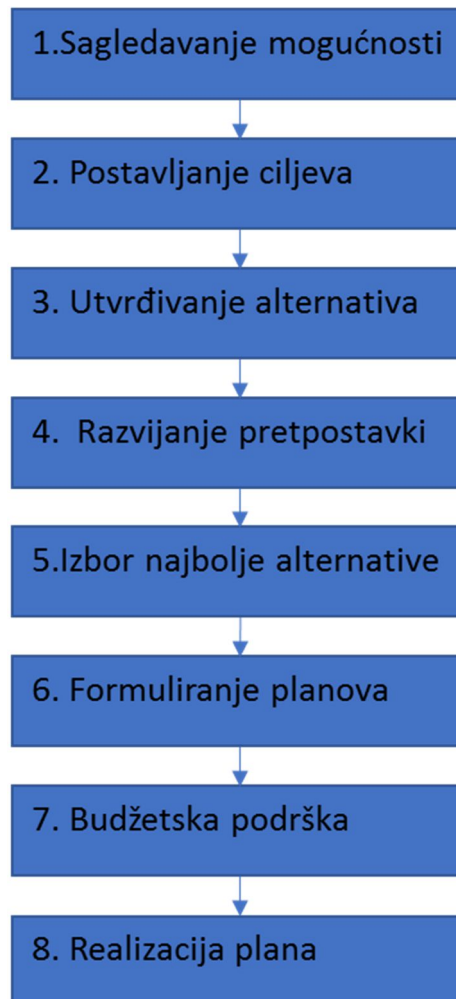 1.Sagledavanje mogućnosti
2. Postavljanje ciljeva
3. Utvrđivanje alternativa
4.  Razvijanje pretpostavki
5.Izbor najbolje alternative
6. Formuliranje planova
7. Budžetska podrška
8. Realizacija plana